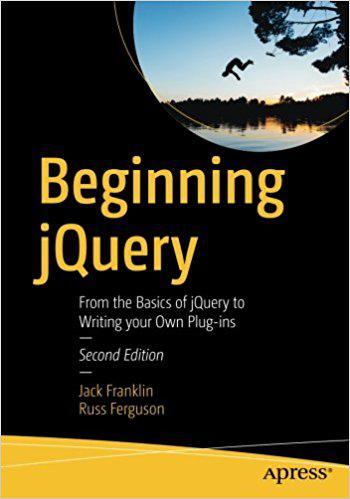 Beginning
jQuery
From the Basics of jQuery to
Writing your Own Plug-ins
—
Second Edition
—
Jack Franklin
Russ Ferguson
Apress®